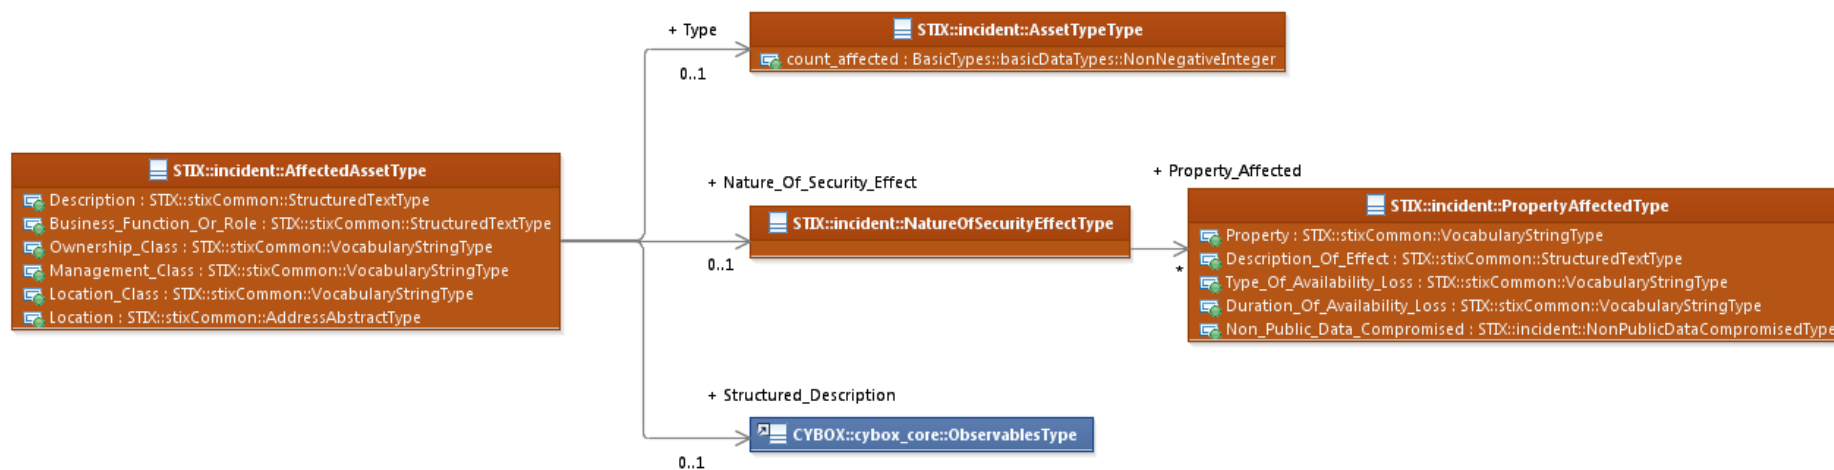 + Type
STIX::incident::AssetTypeType
count_affected : BasicTypes::basicDataTypes::NonNegativeInteger
0..1
STIX::incident::AffectedAssetType
Description : STIX::stixCommon::StructuredTextType
Business_Function_Or_Role : STIX::stixCommon::StructuredTextType
Ownership_Class : STIX::stixCommon::VocabularyStringType
Management_Class : STIX::stixCommon::VocabularyStringType
Location_Class : STIX::stixCommon::VocabularyStringType
Location : STIX::stixCommon::AddressAbstractType
+ Nature_Of_Security_Effect
STIX::incident::NatureOfSecurityEffectType
0..1
+ Property_Affected
*
STIX::incident::PropertyAffectedType
Property : STIX::stixCommon::VocabularyStringType
Description_Of_Effect : STIX::stixCommon::StructuredTextType
Type_Of_Availability_Loss : STIX::stixCommon::VocabularyStringType
Duration_Of_Availability_Loss : STIX::stixCommon::VocabularyStringType
Non_Public_Data_Compromised : STIX::incident::NonPublicDataCompromisedType
+ Structured_Description
CYBOX::cybox_core::ObservablesType
0..1